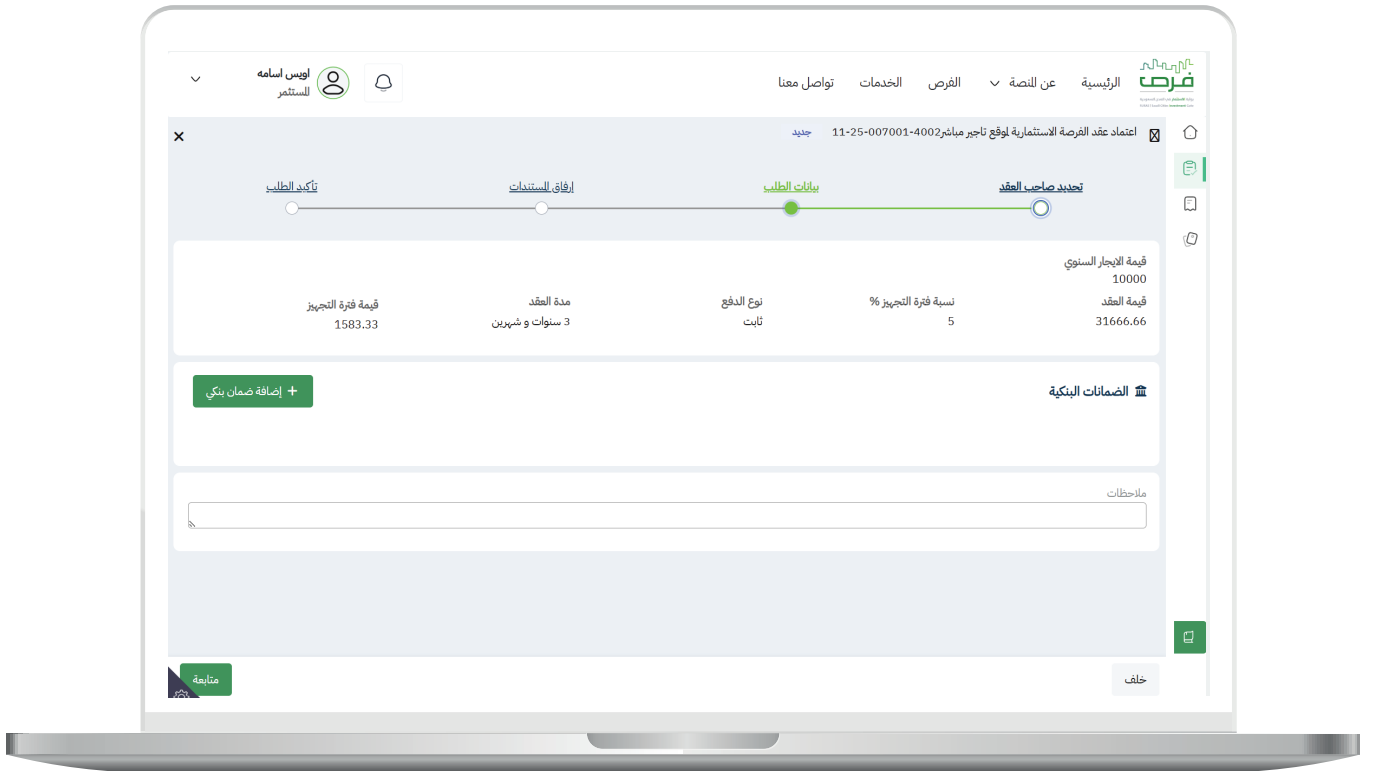 فرص
الرئيسية
عن المنصة
الفرص
الخدمات
تواصل معنا
اويس اسامه
المستثمر
اعتماد عقد الفرصة الاستثمارية لموقع تاجير مباشر4002-007001-25-11
جديد
تحديد صاحب العقد
بيانات الطلب
إرفاق المستندات
تأكيد الطلب
قيمة الايجار السنوي
10000
قيمة العقد
31666.66
نسبة فترة التجهيز %
5
نوع الدفع
ثابت
مدة العقد
3 سنوات و شهرين
قيمة فترة التجهيز
1583.33
الضمانات البنكية
+ إضافة ضمان بنكي
ملاحظات
خلف
متابعة